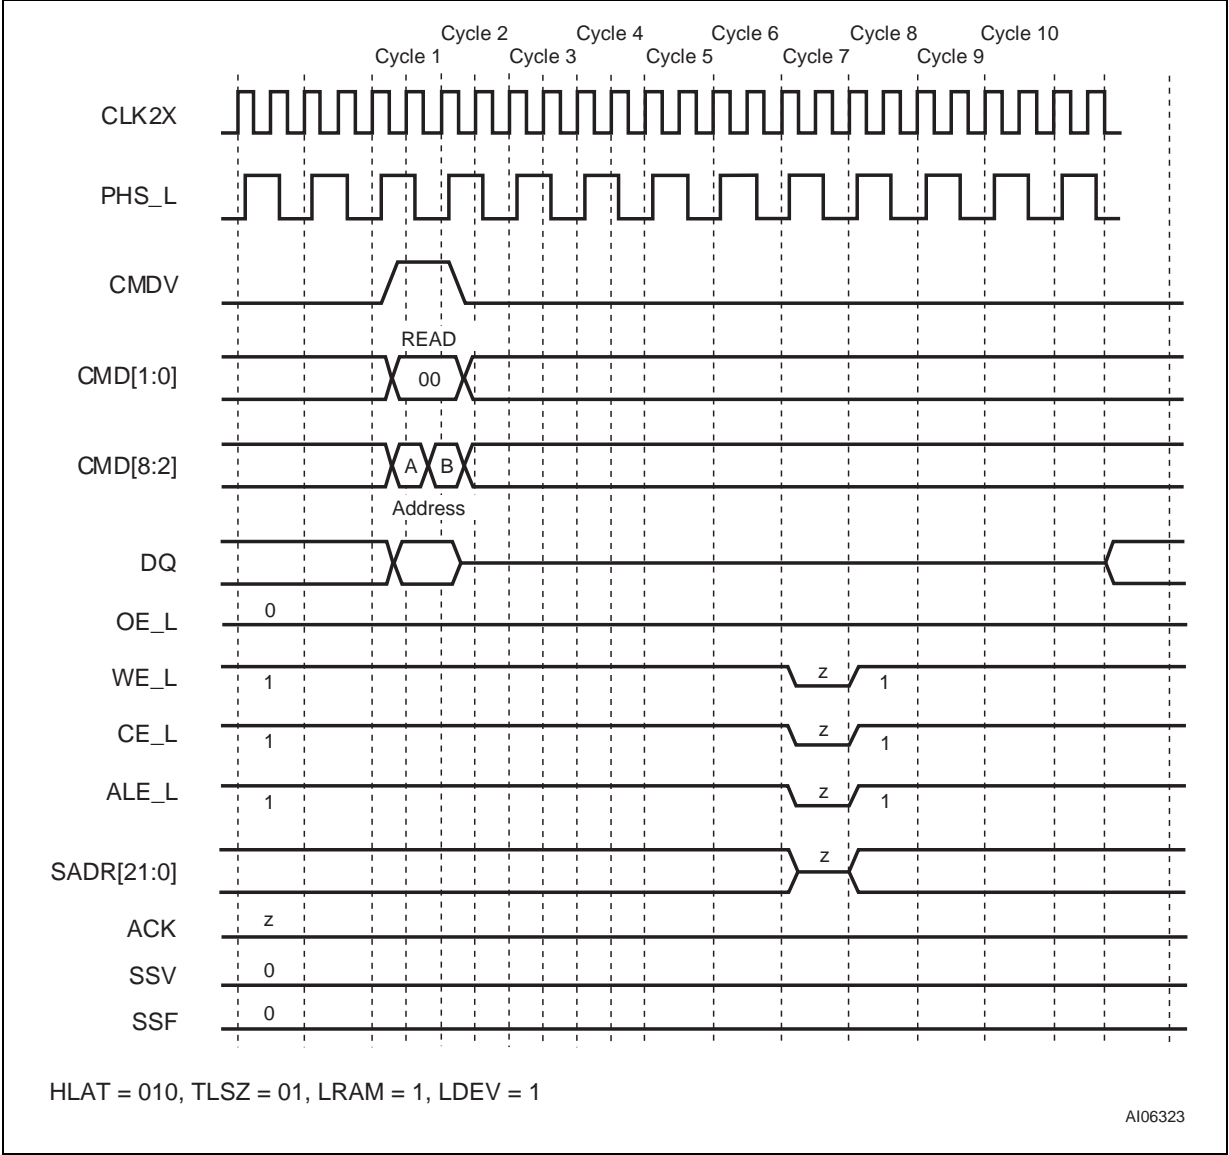 Cycle 2 Cycle 4 Cycle 6 Cycle 8 Cycle 10
Cycle 1 Cycle 3 Cycle 5 Cycle 7 Cycle 9
CLK2X
PHS_L
CMDV
READ
CMD[1:0] 00
CMD[8:2] A B
Address
DQ
OE_L 0
WE_L 1 z 1
CE_L 1 z 1
ALE_L 1 z 1
SADR[21:0] z
ACK z
SSV 0
SSF 0
HLAT = 010, TLSZ = 01, LRAM = 1, LDEV = 1
AI06323